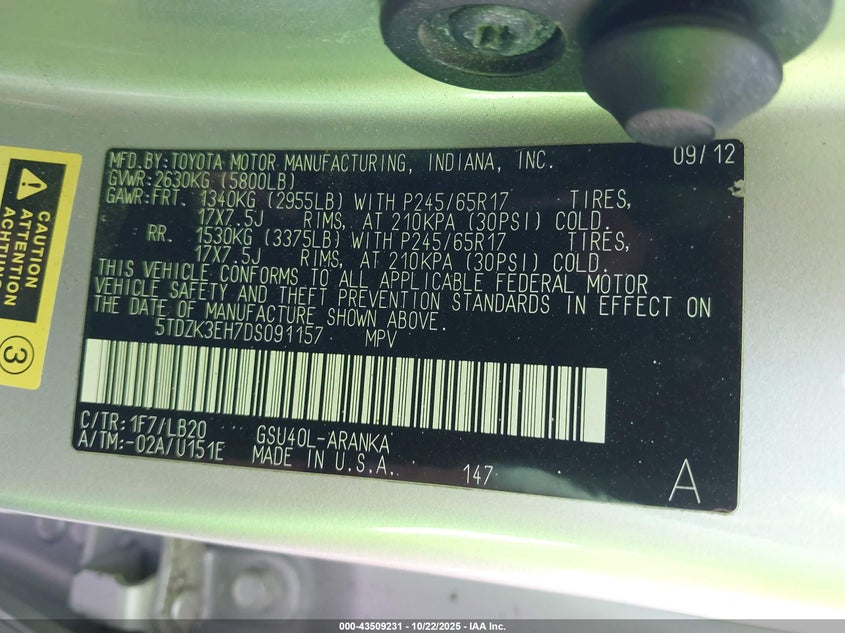 CAUTION
ATTENTION
ACHTUNG
3
MFD.BY:TOYOTA MOTOR MANUFACTURING, INDIANA, INC. 09/12
GVWR:2630KG (5800LB)
GAWR:FRT. 1340KG (2955LB) WITH P245/65R17 TIRES,
17X7.5J RIMS, AT 210KPA (30PSI) COLD.
RR. 1530KG (3375LB) WITH P245/65R17 TIRES,
17X7.5J RIMS, AT 210KPA (30PSI) COLD.
THIS VEHICLE CONFORMS TO ALL APPLICABLE FEDERAL MOTOR
VEHICLE SAFETY AND THEFT PREVENTION STANDARDS IN EFFECT ON
THE DATE OF MANUFACTURE SHOWN ABOVE.
5TDZK3EH7DS091157 MPV
C/TR:1F7/LB20 GSU40L-ARANKA
A/TM:-02A/U151E MADE IN U.S.A. 147 A
000-43509231 - 10/22/2025 - IAA Inc.